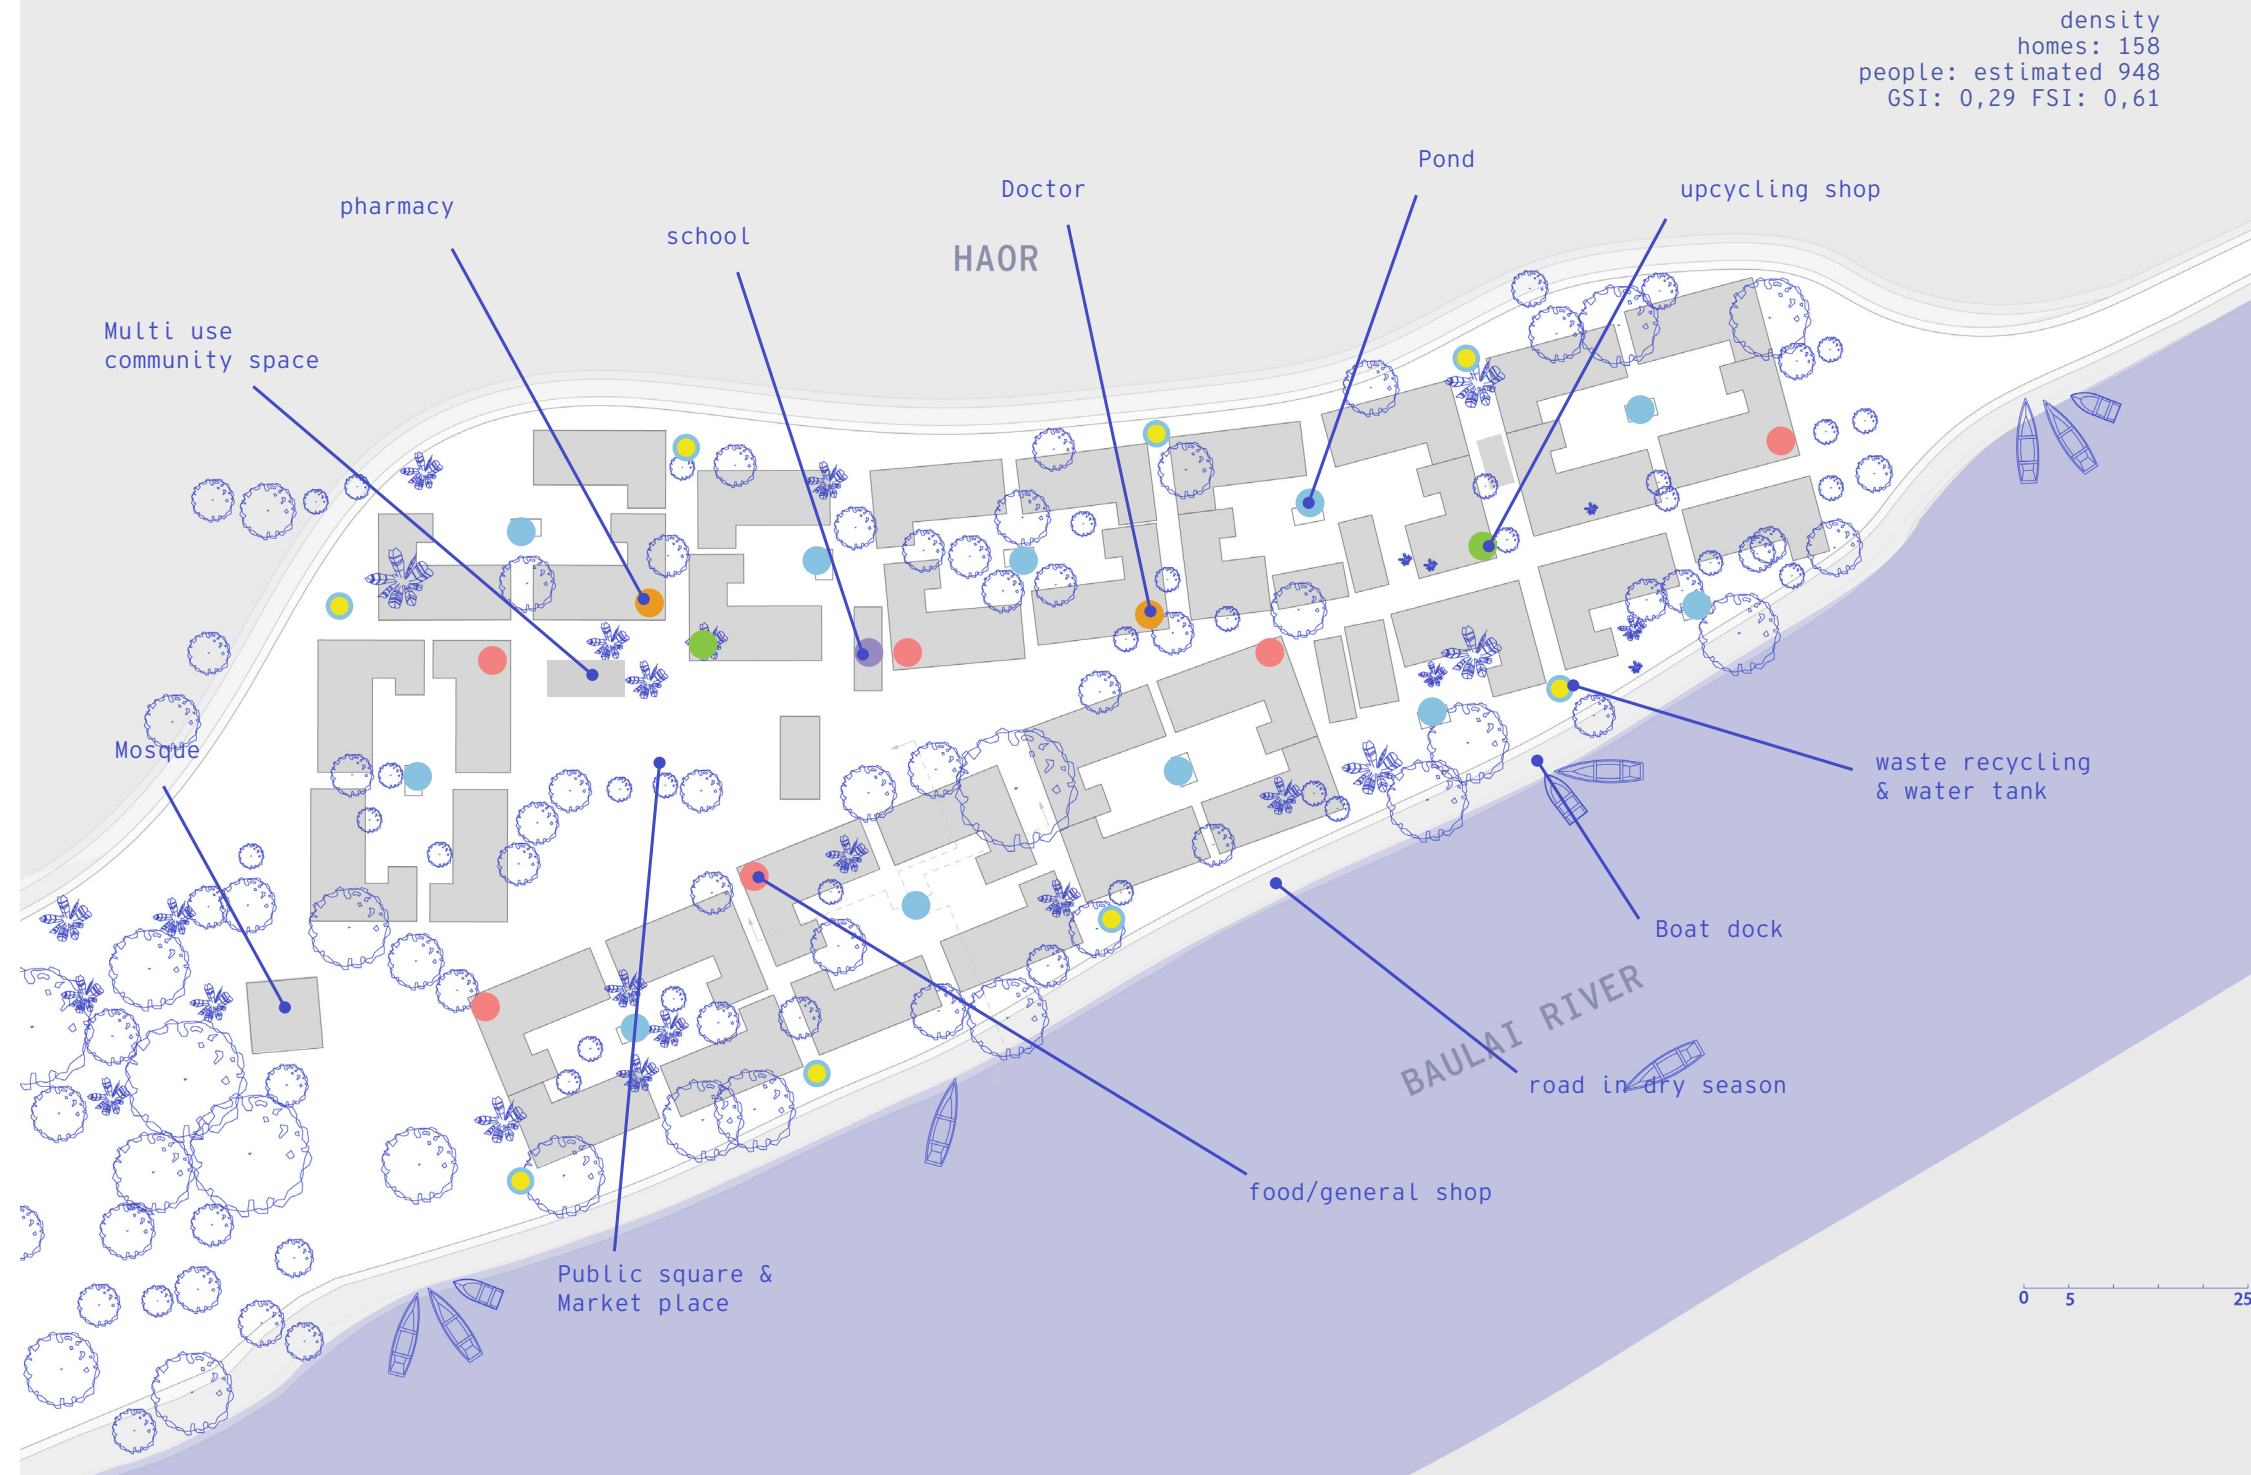 density
homes: 158
people: estimated 948
GSI: 0,29 FSI: 0,61
Pond
Doctor
upcycling shop
pharmacy
school
HAOR
Multi use
community space
Mosque
waste recycling
& water tank
Boat dock
BAULAI RIVER
road in dry season
food/general shop
Public square &
Market place
0 5 25